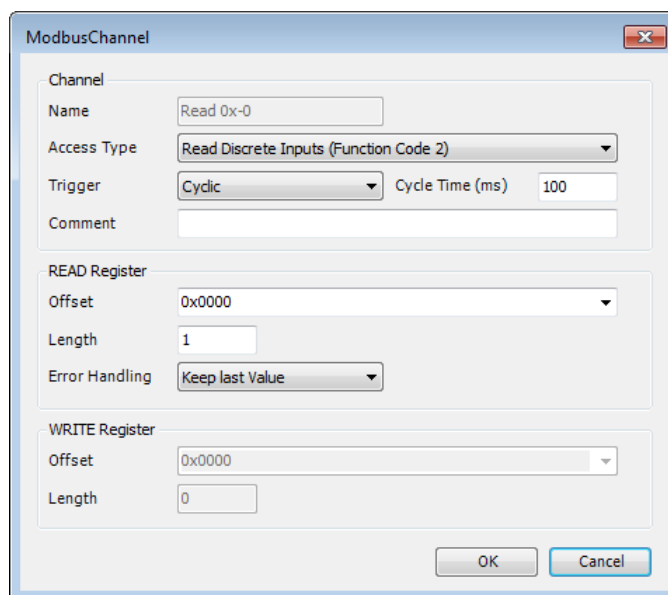 ModbusChannel
Channel
Name Read 0x-0
Access Type Read Discrete Inputs (Function Code 2)
Trigger Cyclic Cycle Time (ms) 100
Comment
READ Register
Offset 0x0000
Length 1
Error Handling Keep last Value
WRITE Register
Offset 0x0000
Length 0
OK Cancel